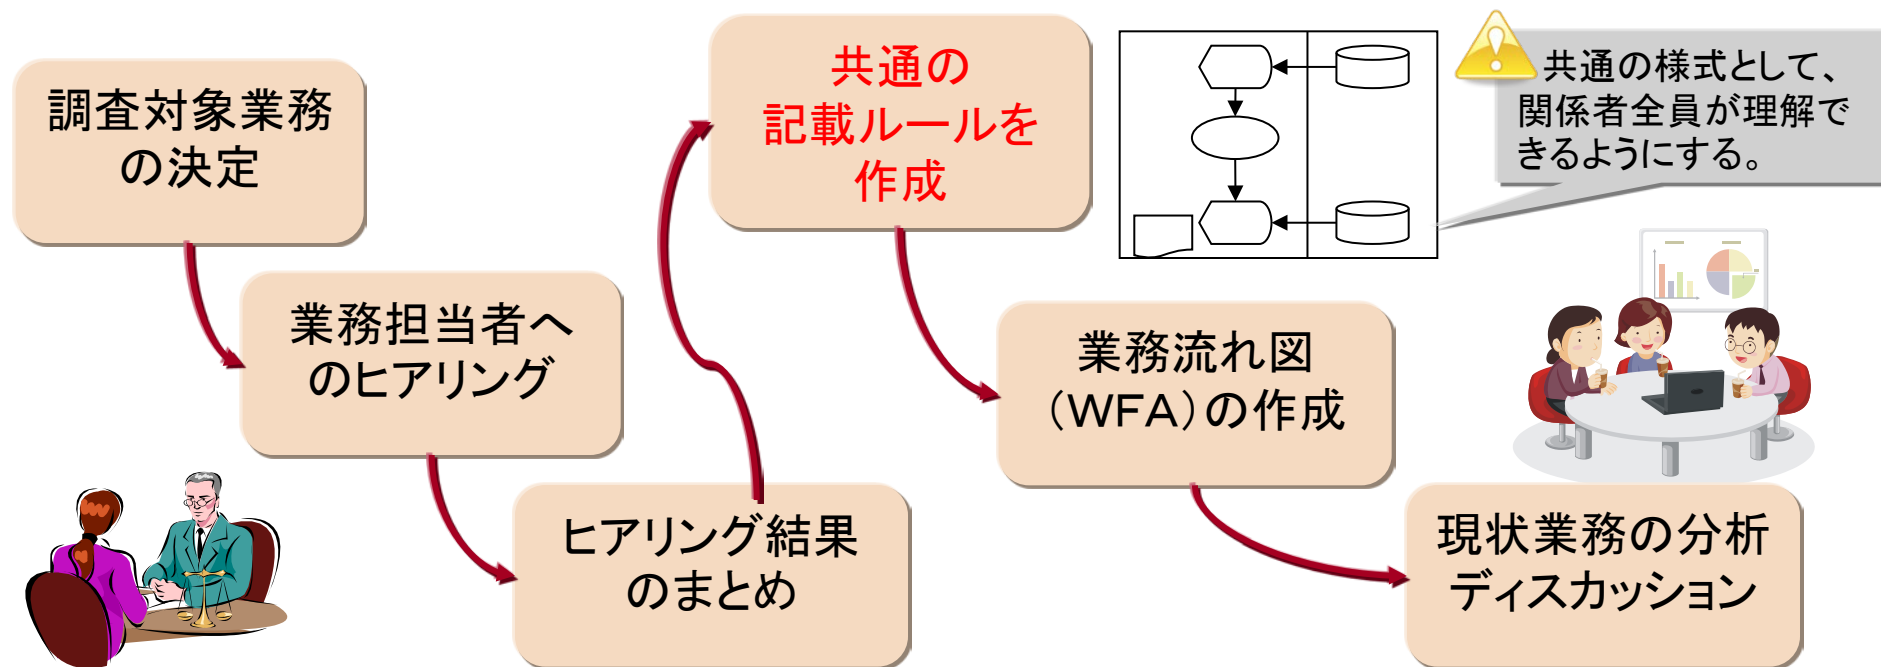 調査対象業務
の決定
業務担当者へ
のヒアリング
ヒアリング結果
のまとめ
共通の
記載ルールを
作成
共通の様式として、
関係者全員が理解で
きるようにする。
業務流れ図
（WFA）の作成
現状業務の分析
ディスカッション